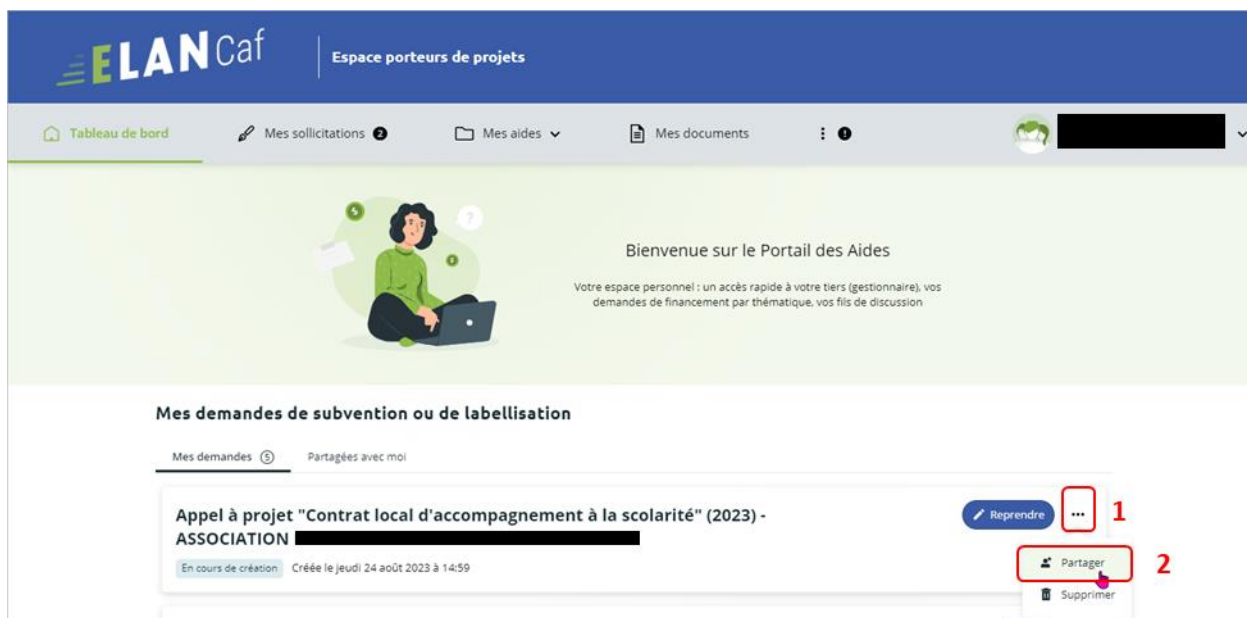 ELAN Caf
Espace porteurs de projets
Tableau de bord
Mes sollicitations 2
Mes aides
Mes documents
!
?
Bienvenue sur le Portail des Aides
Votre espace personnel : un accès rapide à votre tiers (gestionnaire), vos
demandes de financement par thématique, vos fils de discussion
Mes demandes de subvention ou de labellisation
Mes demandes 5
Partagées avec moi
Appel à projet "Contrat local d'accompagnement à la scolarité" (2023) -
ASSOCIATION
Reprendre
... 1
En cours de création Créée le jeudi 24 août 2023 à 14:59
Partager 2
Supprimer